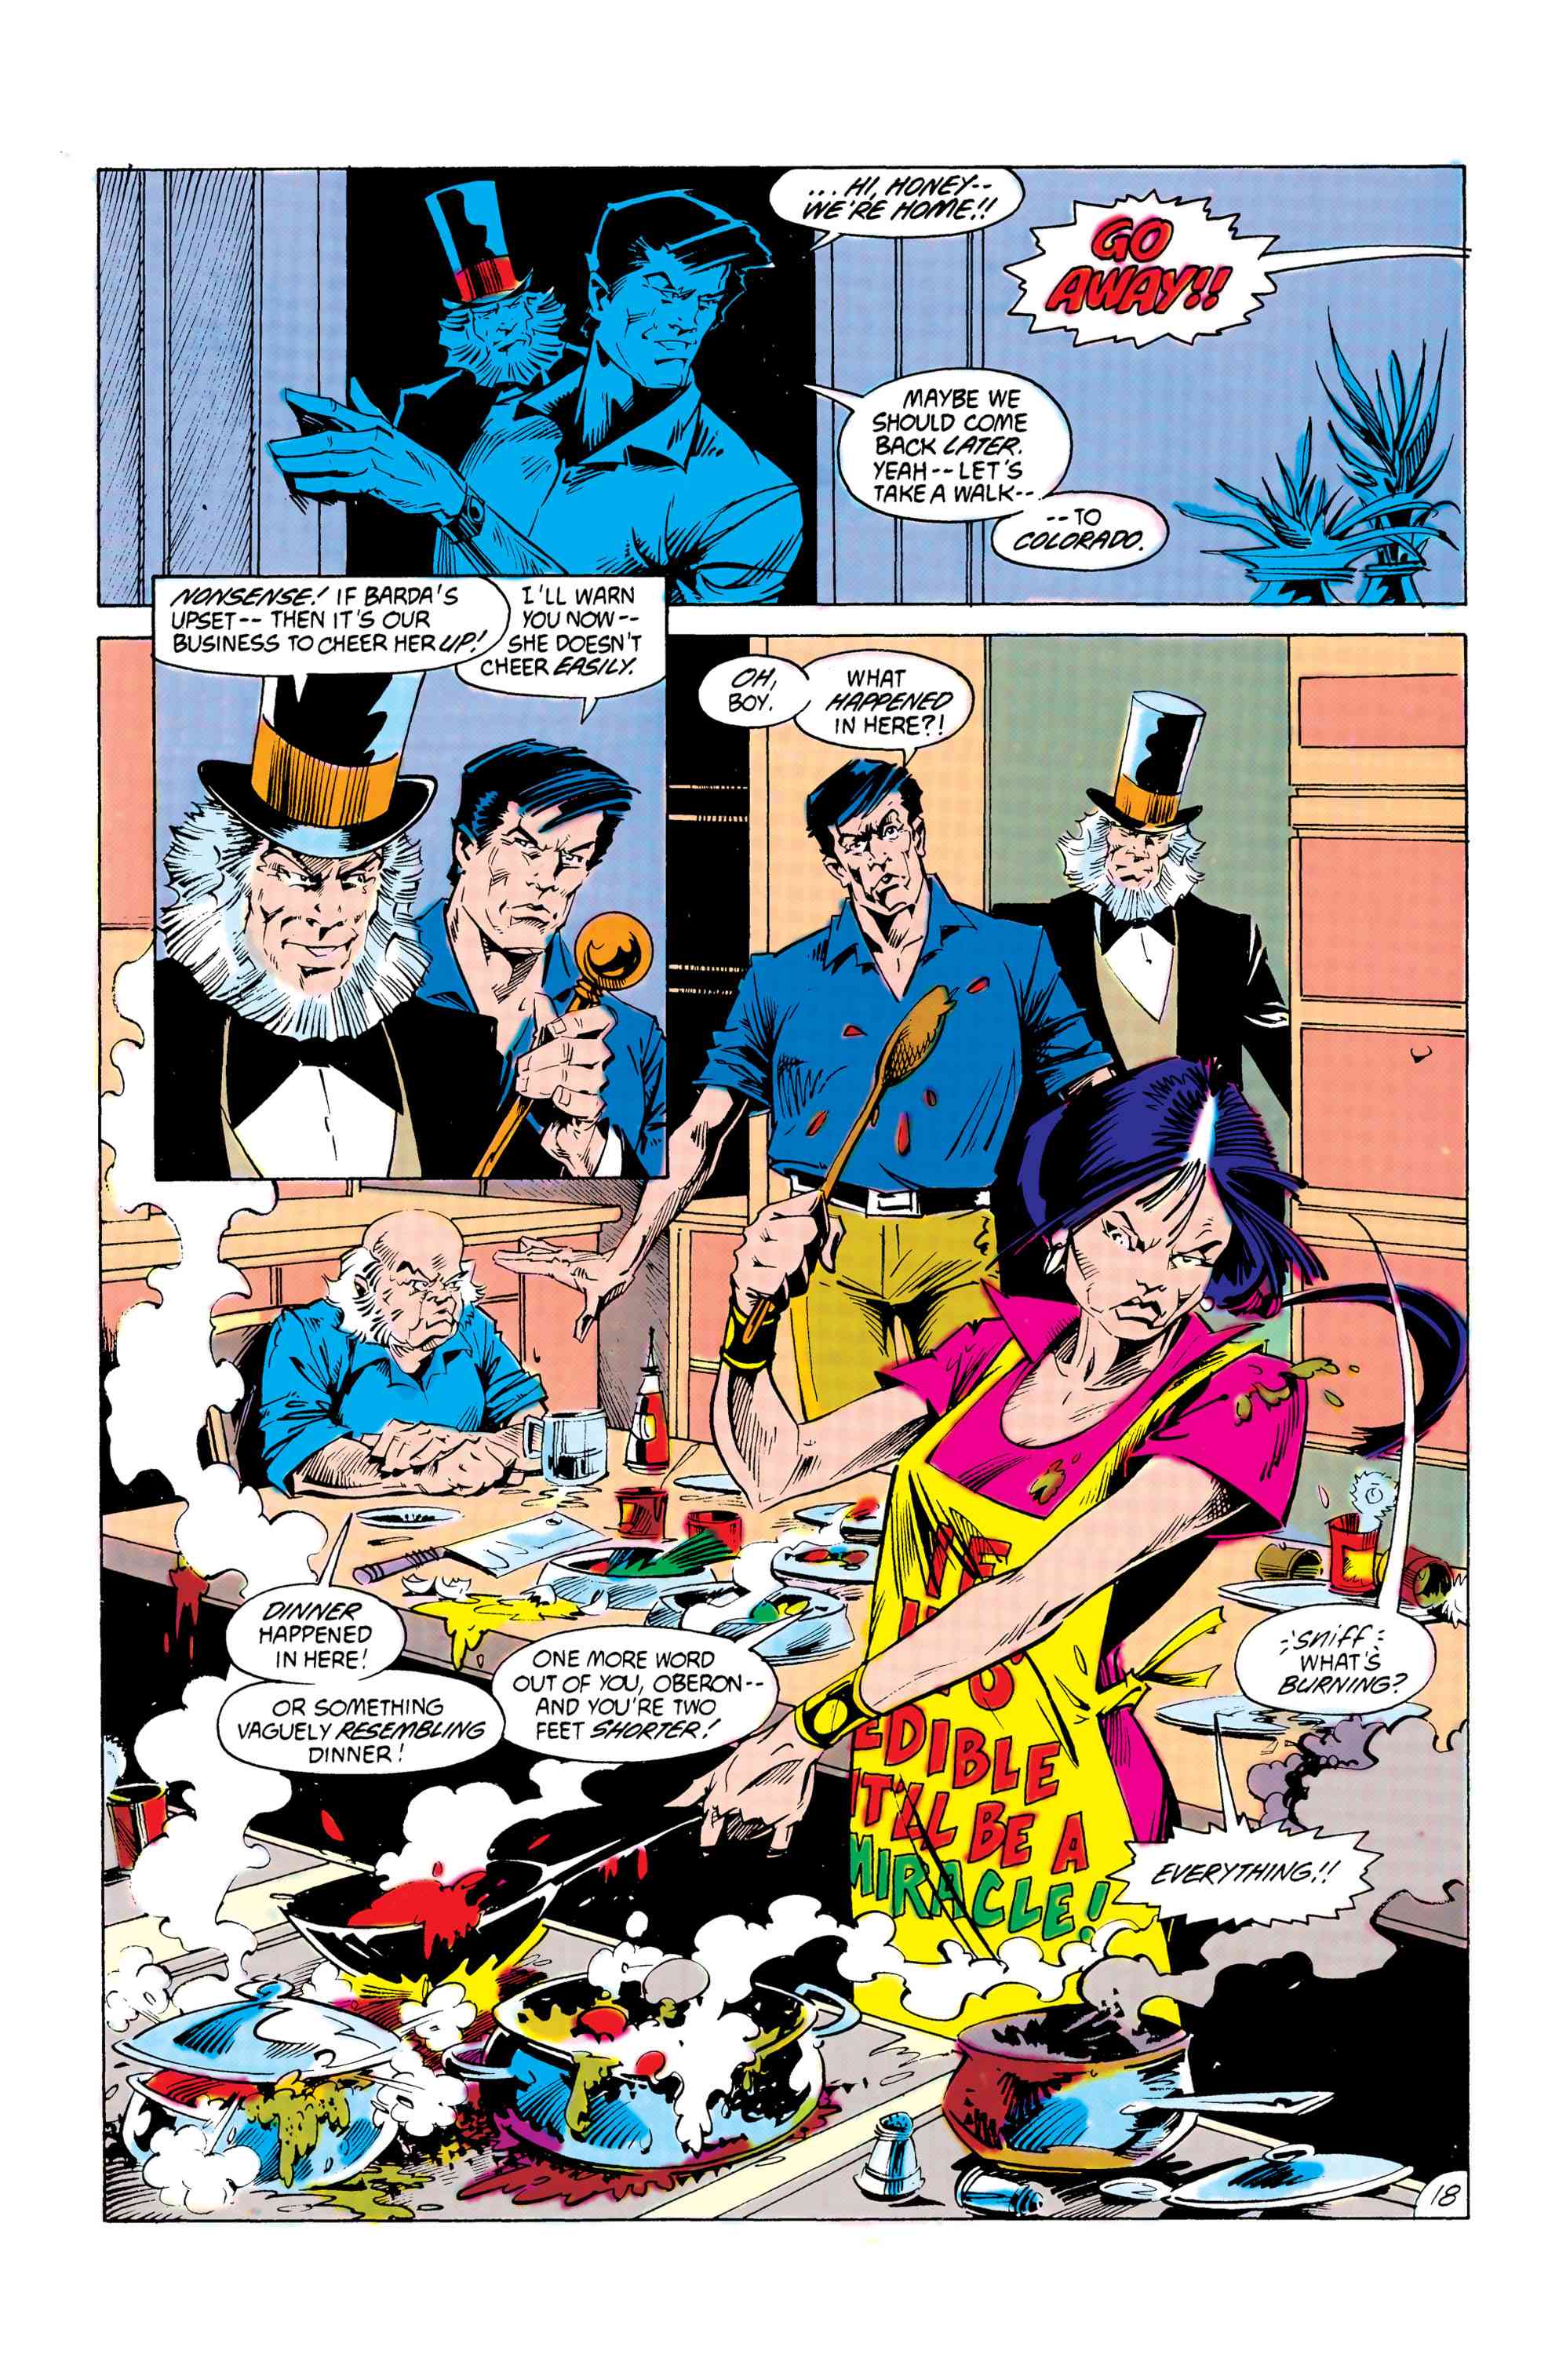 ...HI, HONEY--
WE'RE HOME!!
GO
AWAY!!
MAYBE WE
SHOULD COME
BACK LATER.
YEAH--LET'S
TAKE A WALK--
--TO
COLORADO.
NONSENSE! IF BARDA'S
UPSET--THEN IT'S OUR
BUSINESS TO CHEER HER UP!
I'LL WARN
YOU NOW--
SHE DOESN'T
CHEER EASILY.
OH,
BOY.
WHAT
HAPPENED
IN HERE?!
DINNER
HAPPENED
IN HERE!
OR SOMETHING
VAGUELY RESEMBLING
DINNER!
ONE MORE WORD
OUT OF YOU, OBERON--
AND YOU'RE TWO
FEET SHORTER!
SNIFF
WHAT'S
BURNING?
EVERYTHING!!
EDIBLE
IT'LL BE A
MIRACLE!
18